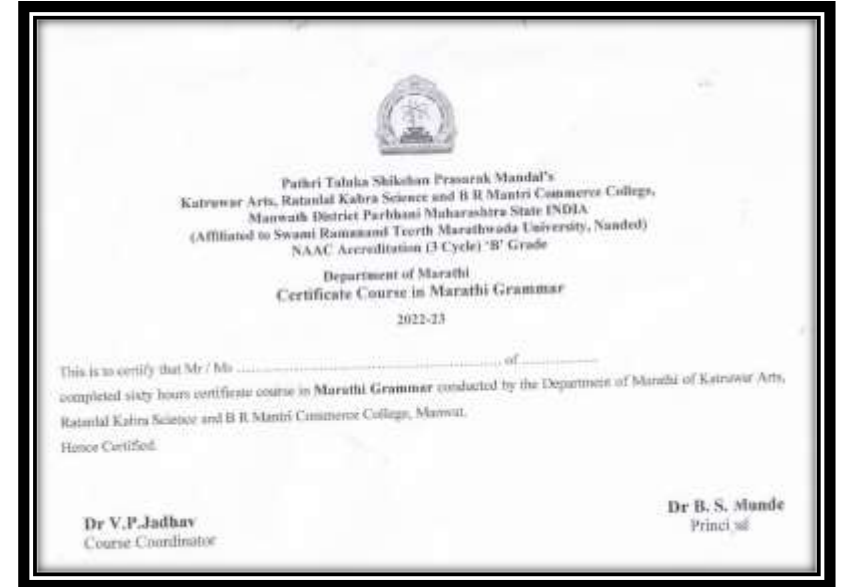 Pathri Taluka Shikshan Prasarak Mandal's
Katruwar Arts, Ratanlal Kabra Science and B R Mantri Commerce College,
Manwath District Parbhani Maharashtra State INDIA
(Affiliated to Swami Ramanand Teerth Marathwada University, Nanded)
NAAC Accreditation (3 Cycle) 'B' Grade
Department of Marathi
Certificate Course in Marathi Grammar
2022-23
This is to certify that Mr / Ms ............................................................ of .................
completed sixty hours certificate course in Marathi Grammar conducted by the Department of Marathi of Katruwar Arts,
Ratanlal Kabra Science and B R Mantri Commerce College, Manwat.
Hence Certified.
Dr V.P.Jadhav
Course Coordinator
Dr B. S. Munde